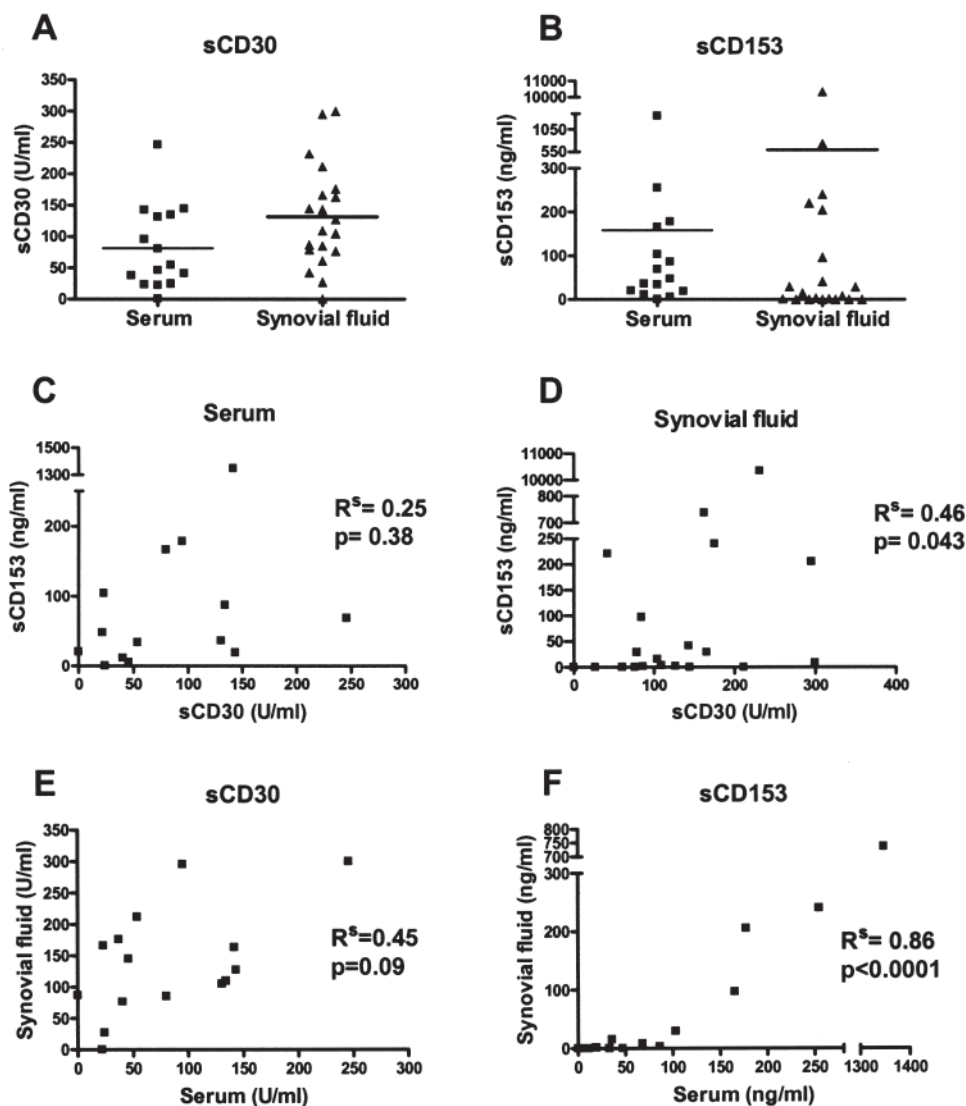 A
sCD30
350
300
250
200
150
100
50
0
sCD30 (U/ml)
Serum
Synovial fluid
B
sCD153
11000
10000
1050
550
300
200
100
0
sCD153 (ng/ml)
Serum
Synovial fluid
C
Serum
1500
1300
200
100
0
sCD153 (ng/ml)
0
50
100
150
200
250
300
sCD30 (U/ml)
Rs= 0.25
p= 0.38
D
Synovial fluid
11000
10000
800
700
250
200
150
100
50
0
sCD153 (ng/ml)
0
100
200
300
400
sCD30 (U/ml)
Rs= 0.46
p= 0.043
E
sCD30
350
300
250
200
150
100
50
0
Synovial fluid (U/ml)
0
50
100
150
200
250
300
Serum (U/ml)
Rs=0.45
p=0.09
F
sCD153
800
750
700
300
200
100
0
Synovial fluid (ng/ml)
0
50
100
150
200
250
1300
1400
Serum (ng/ml)
Rs= 0.86
p<0.0001